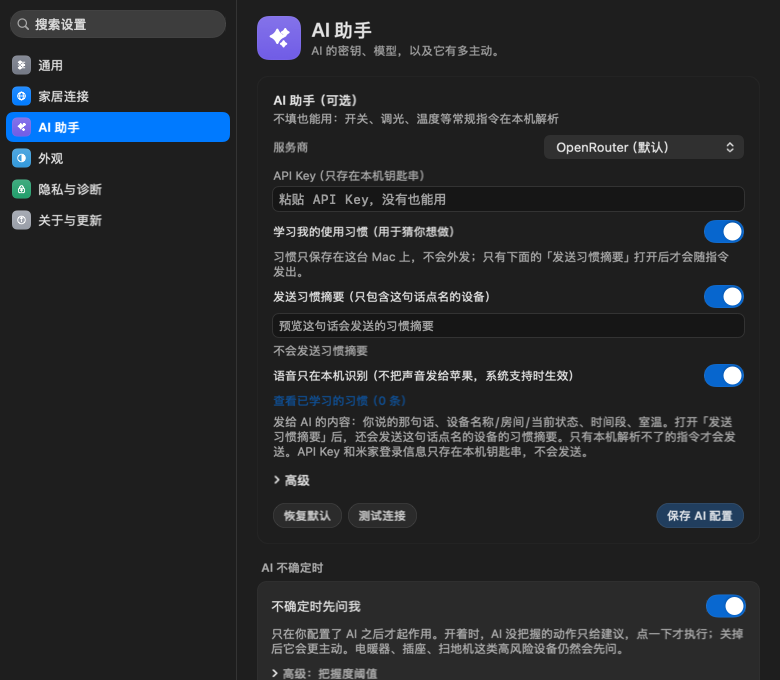 搜索设置
通用
家居连接
AI 助手
外观
隐私与诊断
关于与更新
AI 助手
AI 的密钥、模型，以及它有多主动。
AI 助手（可选）
不填也能用：开关、调光、温度等常规指令在本机解析
服务商
OpenRouter (默认)
API Key（只存在本机钥匙串）
粘贴 API Key，没有也能用
学习我的使用习惯（用于猜你想做）
习惯只保存在这台 Mac 上，不会外发；只有下面的「发送习惯摘要」打开后才会随指令
发出。
发送习惯摘要（只包含这句话点名的设备）
预览这句话会发送的习惯摘要
不会发送习惯摘要
语音只在本机识别（不把声音发给苹果，系统支持时生效）
查看已学习的习惯（0 条）
发给 AI 的内容：你说的那句话、设备名称/房间/当前状态、时间段、室温。打开「发送
习惯摘要」后，还会发送这句话点名的设备的习惯摘要。只有本机解析不了的指令才会发
送。API Key 和米家登录信息只存在本机钥匙串，不会发送。
高级
恢复默认
测试连接
保存 AI 配置
AI 不确定时
不确定时先问我
只在你配置了 AI 之后才起作用。开着时，AI 没把握的动作只给建议，点一下才执行；关掉
后它会更主动。电暖器、插座、扫地机这类高风险设备仍然会先问。
高级：把握度阈值